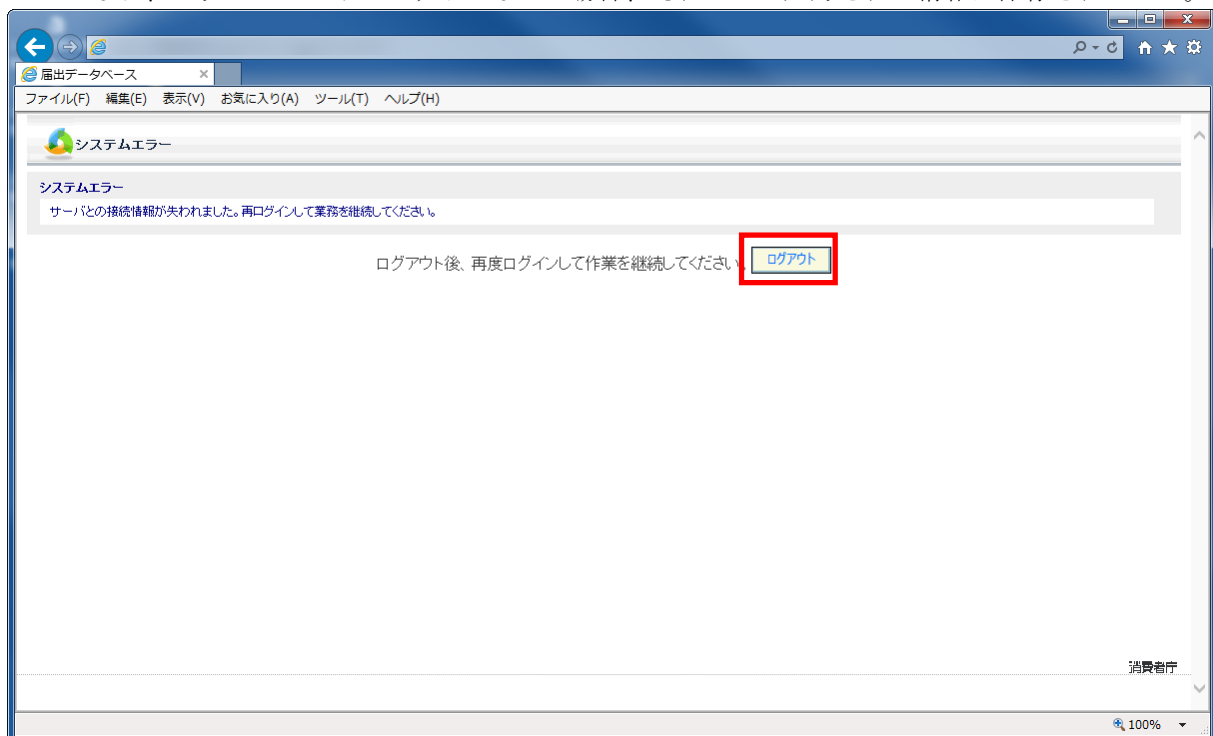 届出データベース
ファイル(F) 編集(E) 表示(V) お気に入り(A) ツール(T) ヘルプ(H)
システムエラー
システムエラー
サーバとの接続情報が失われました。再ログインして業務を継続してください。
ログアウト後、再度ログインして作業を継続してください。 ログアウト
消費者庁
100%